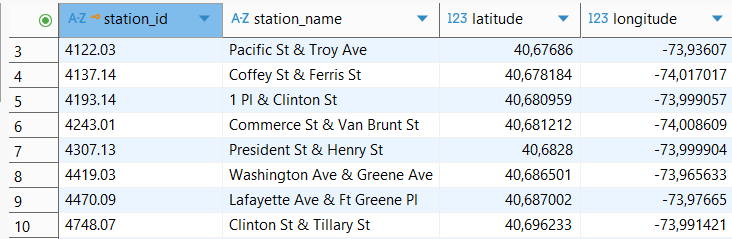 A-Z station_id A-Z station_name 123 latitude 123 longitude
3 4122.03 Pacific St & Troy Ave 40,67686 -73,93607
4 4137.14 Coffey St & Ferris St 40,678184 -74,017017
5 4193.14 1 Pl & Clinton St 40,680959 -73,999057
6 4243.01 Commerce St & Van Brunt St 40,681212 -74,008609
7 4307.13 President St & Henry St 40,6828 -73,999904
8 4419.03 Washington Ave & Greene Ave 40,686501 -73,965633
9 4470.09 Lafayette Ave & Ft Greene Pl 40,687002 -73,97665
10 4748.07 Clinton St & Tillary St 40,696233 -73,991421